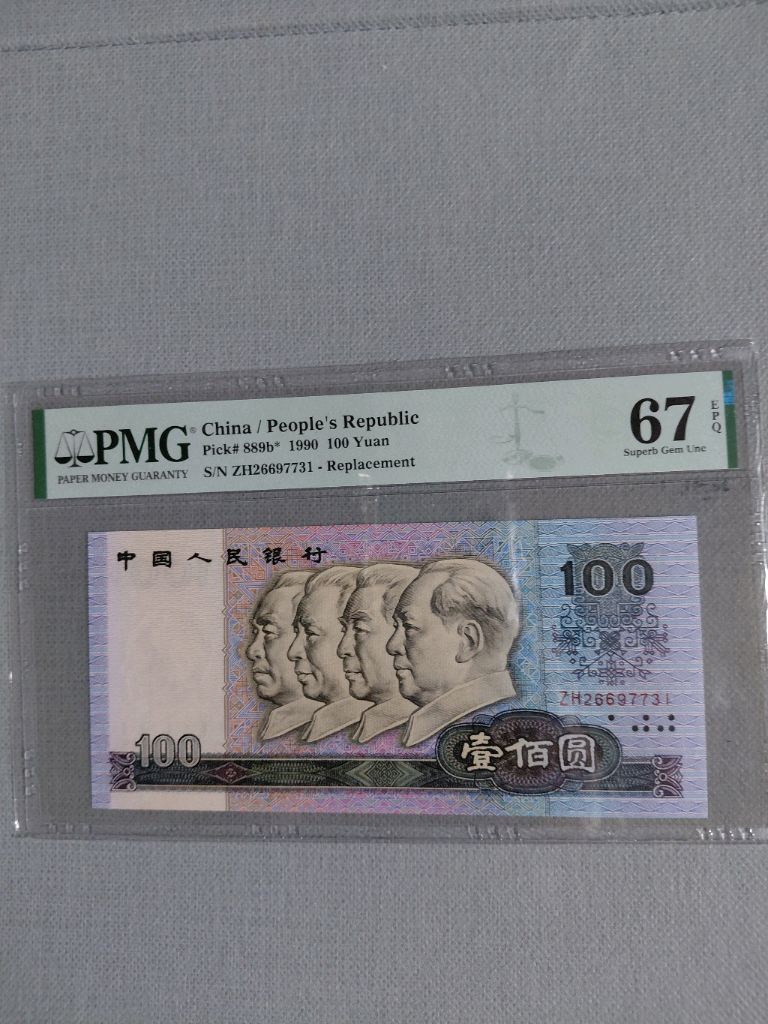 PMG®
PAPER MONEY GUARANTY
China / People's Republic
Pick# 889b* 1990 100 Yuan
S/N ZH26697731 - Replacement
67
EPQ
Superb Gem Unc
中国人民银行
100
ZH26697731
100
壹佰圆